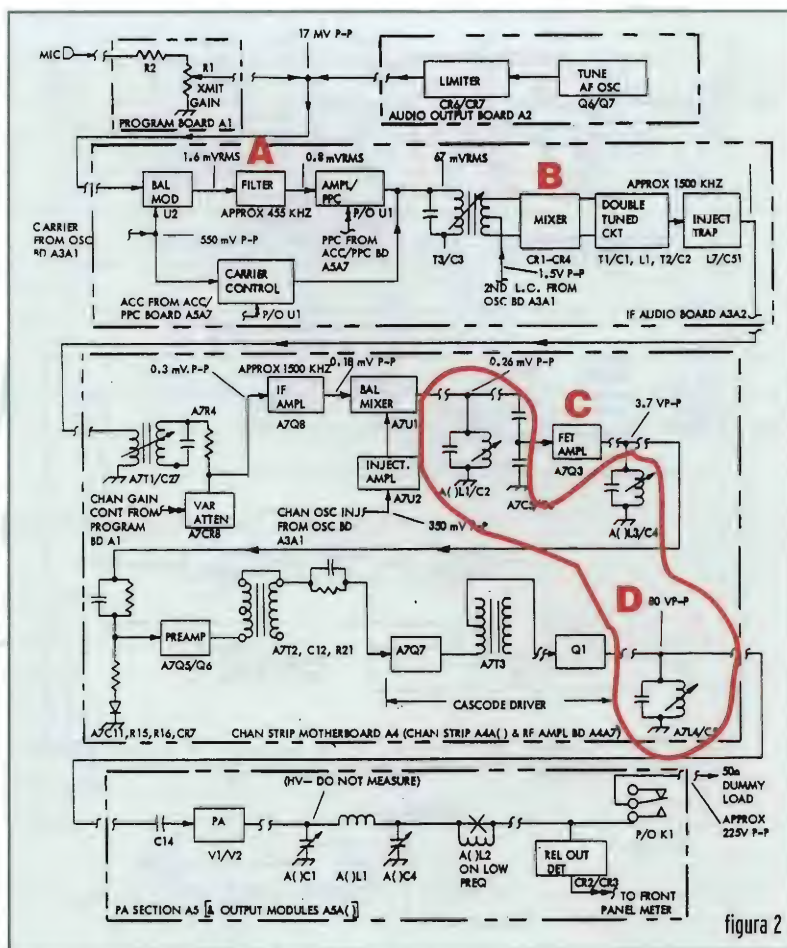 17 MV P-P
MIC
R2
R1
XMIT
GAIN
PROGRAM BOARD A1
LIMITER
CR6/CR7
TUNE
AF OSC
Q6/Q7
AUDIO OUTPUT BOARD A2
A
1.6 mVRMS
0.8 mVRMS
67 mVRMS
B
APPROX 1500 KHZ
BAL
MOD
U2
FILTER
APPROX 455 KHZ
AMPL/
PPC
P/O U1
MIXER
CR1-CR4
DOUBLE
TUNED
CKT
T1/C1, L1, T2/C2
INJECT
TRAP
L7/C51
CARRIER
FROM OSC
BD A3A1
550 mV P-P
PPC FROM
ACC/PPC BD
A5A7
T3/C3
1.5V P-P
2ND L.C. FROM
OSC BD A3A1
CARRIER
CONTROL
P/O U1
ACC FROM ACC/
PPC BOARD A5A7
IF AUDIO BOARD A3A2
0.3 mV P-P
APPROX 1500 KHZ
0.18 mV P-P
0.26 mV P-P
C
3.7 VP-P
IF
AMPL
A7Q8
BAL
MIXER
A7U1
FET
AMPL
A7Q3
A7R4
A7T1/C27
A( )L1/C2
A( )L3/C4
CHAN GAIN
CONT FROM
PROGRAM
BD A1
VAR
ATTEN
A7CR8
INJECT.
AMPL
A7U2
CHAN OSC INJ
FROM OSC BD
A3A1
350 mV P-P
D
80 VP-P
PREAMP
A7Q5/Q6
A7T2, C12, R21
A7Q7
A7T3
Q1
CASCODE DRIVER
A7C11, R15, R16, CR7
CHAN STRIP MOTHERBOARD A4 (CHAN STRIP A4A( ) & RF AMPL BD A4A7)
(HV- DO NOT MEASURE)
50Ω
DUMMY
LOAD
APPROX
225V P-P
C14
PA
V1/V2
A( )C1
A( )L1
A( )C4
A( )L2
ON LOW
FREQ
REL OUT
DET
CR2/CR3
P/O K1
TO FRONT
PANEL METER
PA SECTION A5 [& OUTPUT MODULES A5A( )]
figura 2